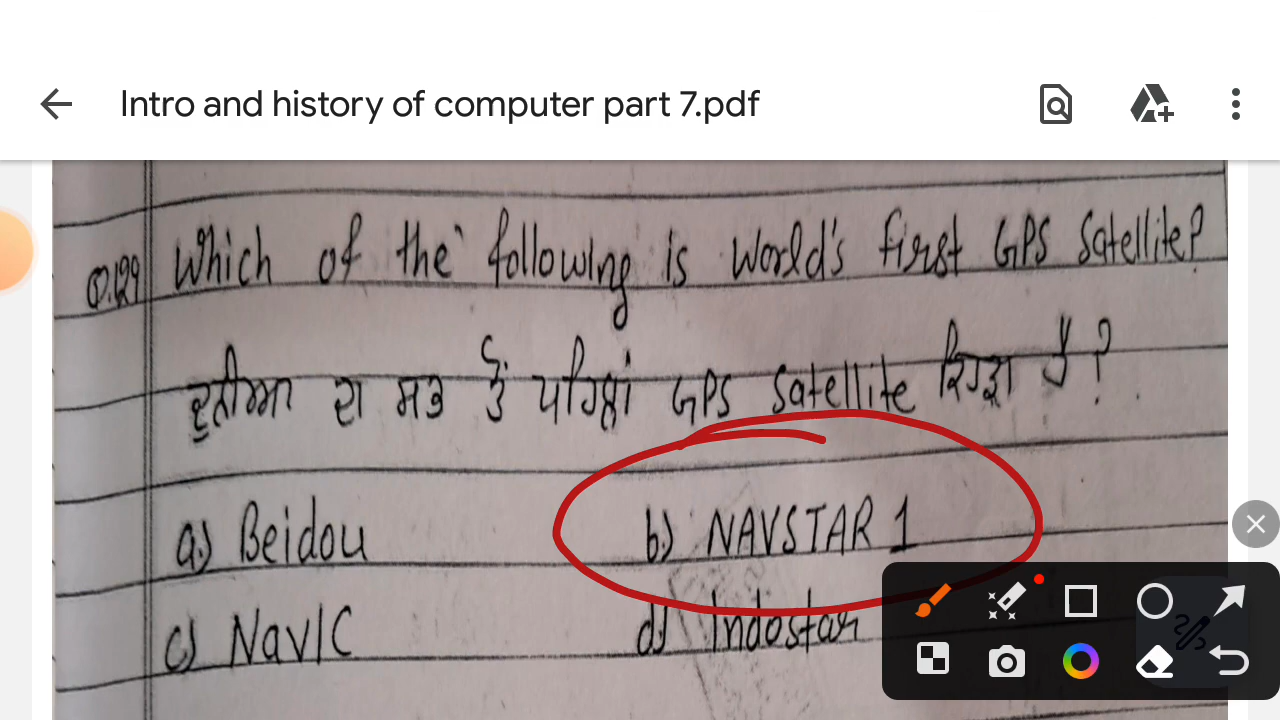 Intro and history of computer part 7.pdf
Q.129 Which of the following is World's first GPS Satellite?
ਦੁਨੀਆ ਦਾ ਸਭ ਤੋਂ ਪਹਿਲਾਂ GPS Satellite ਕਿਹੜਾ ਹੈ?
a) Beidou b) NAVSTAR 1
c) NavIC d) Indostar